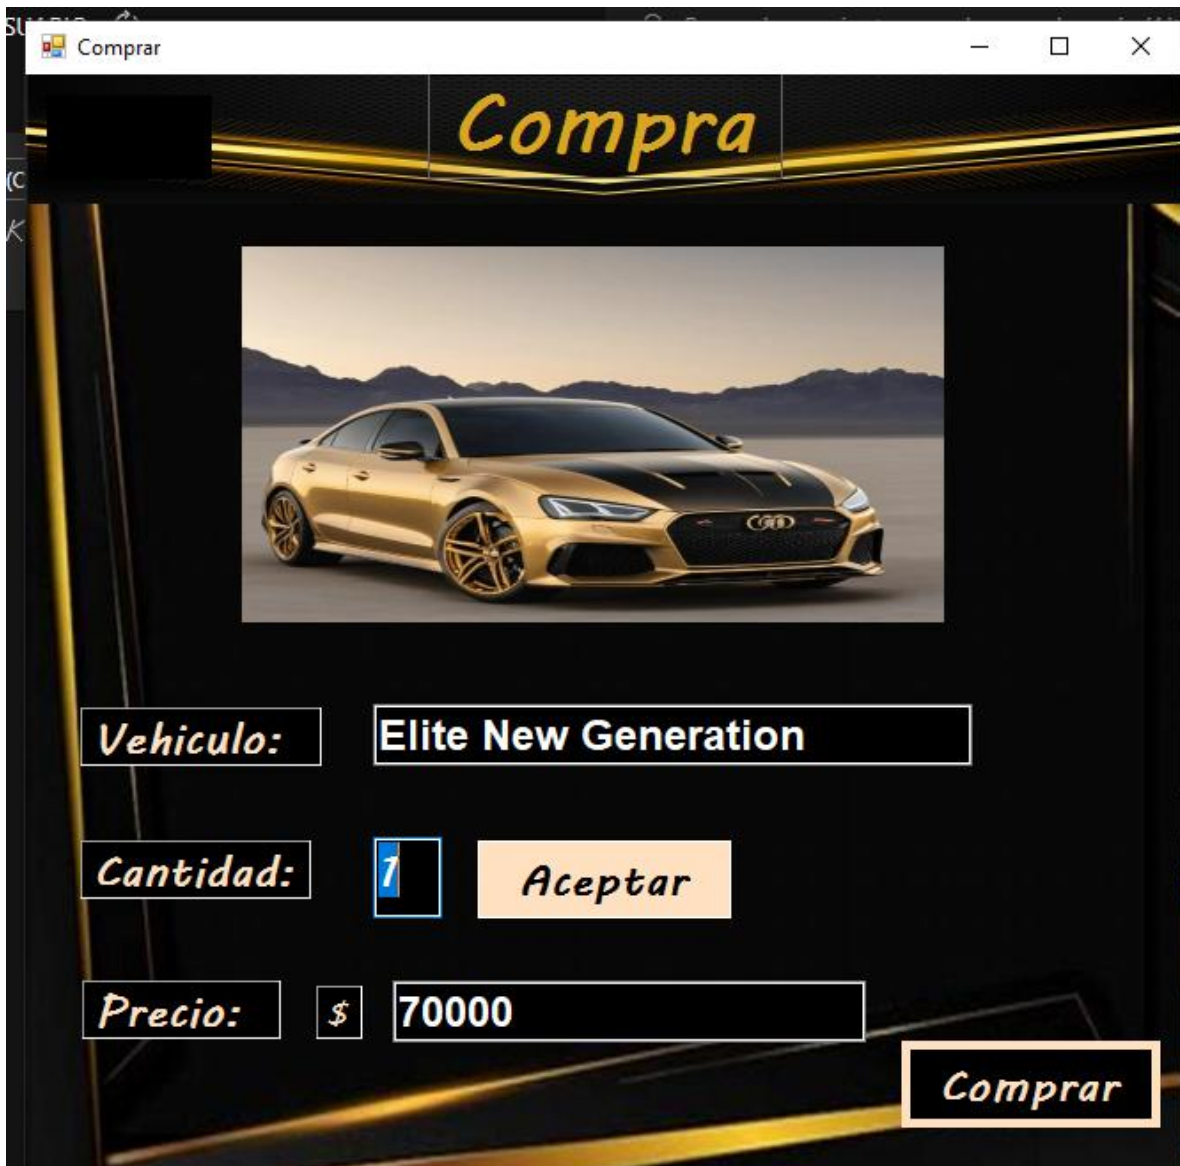 Comprar
Compra
Vehiculo: Elite New Generation
Cantidad: 1 Aceptar
Precio: $ 70000
Comprar